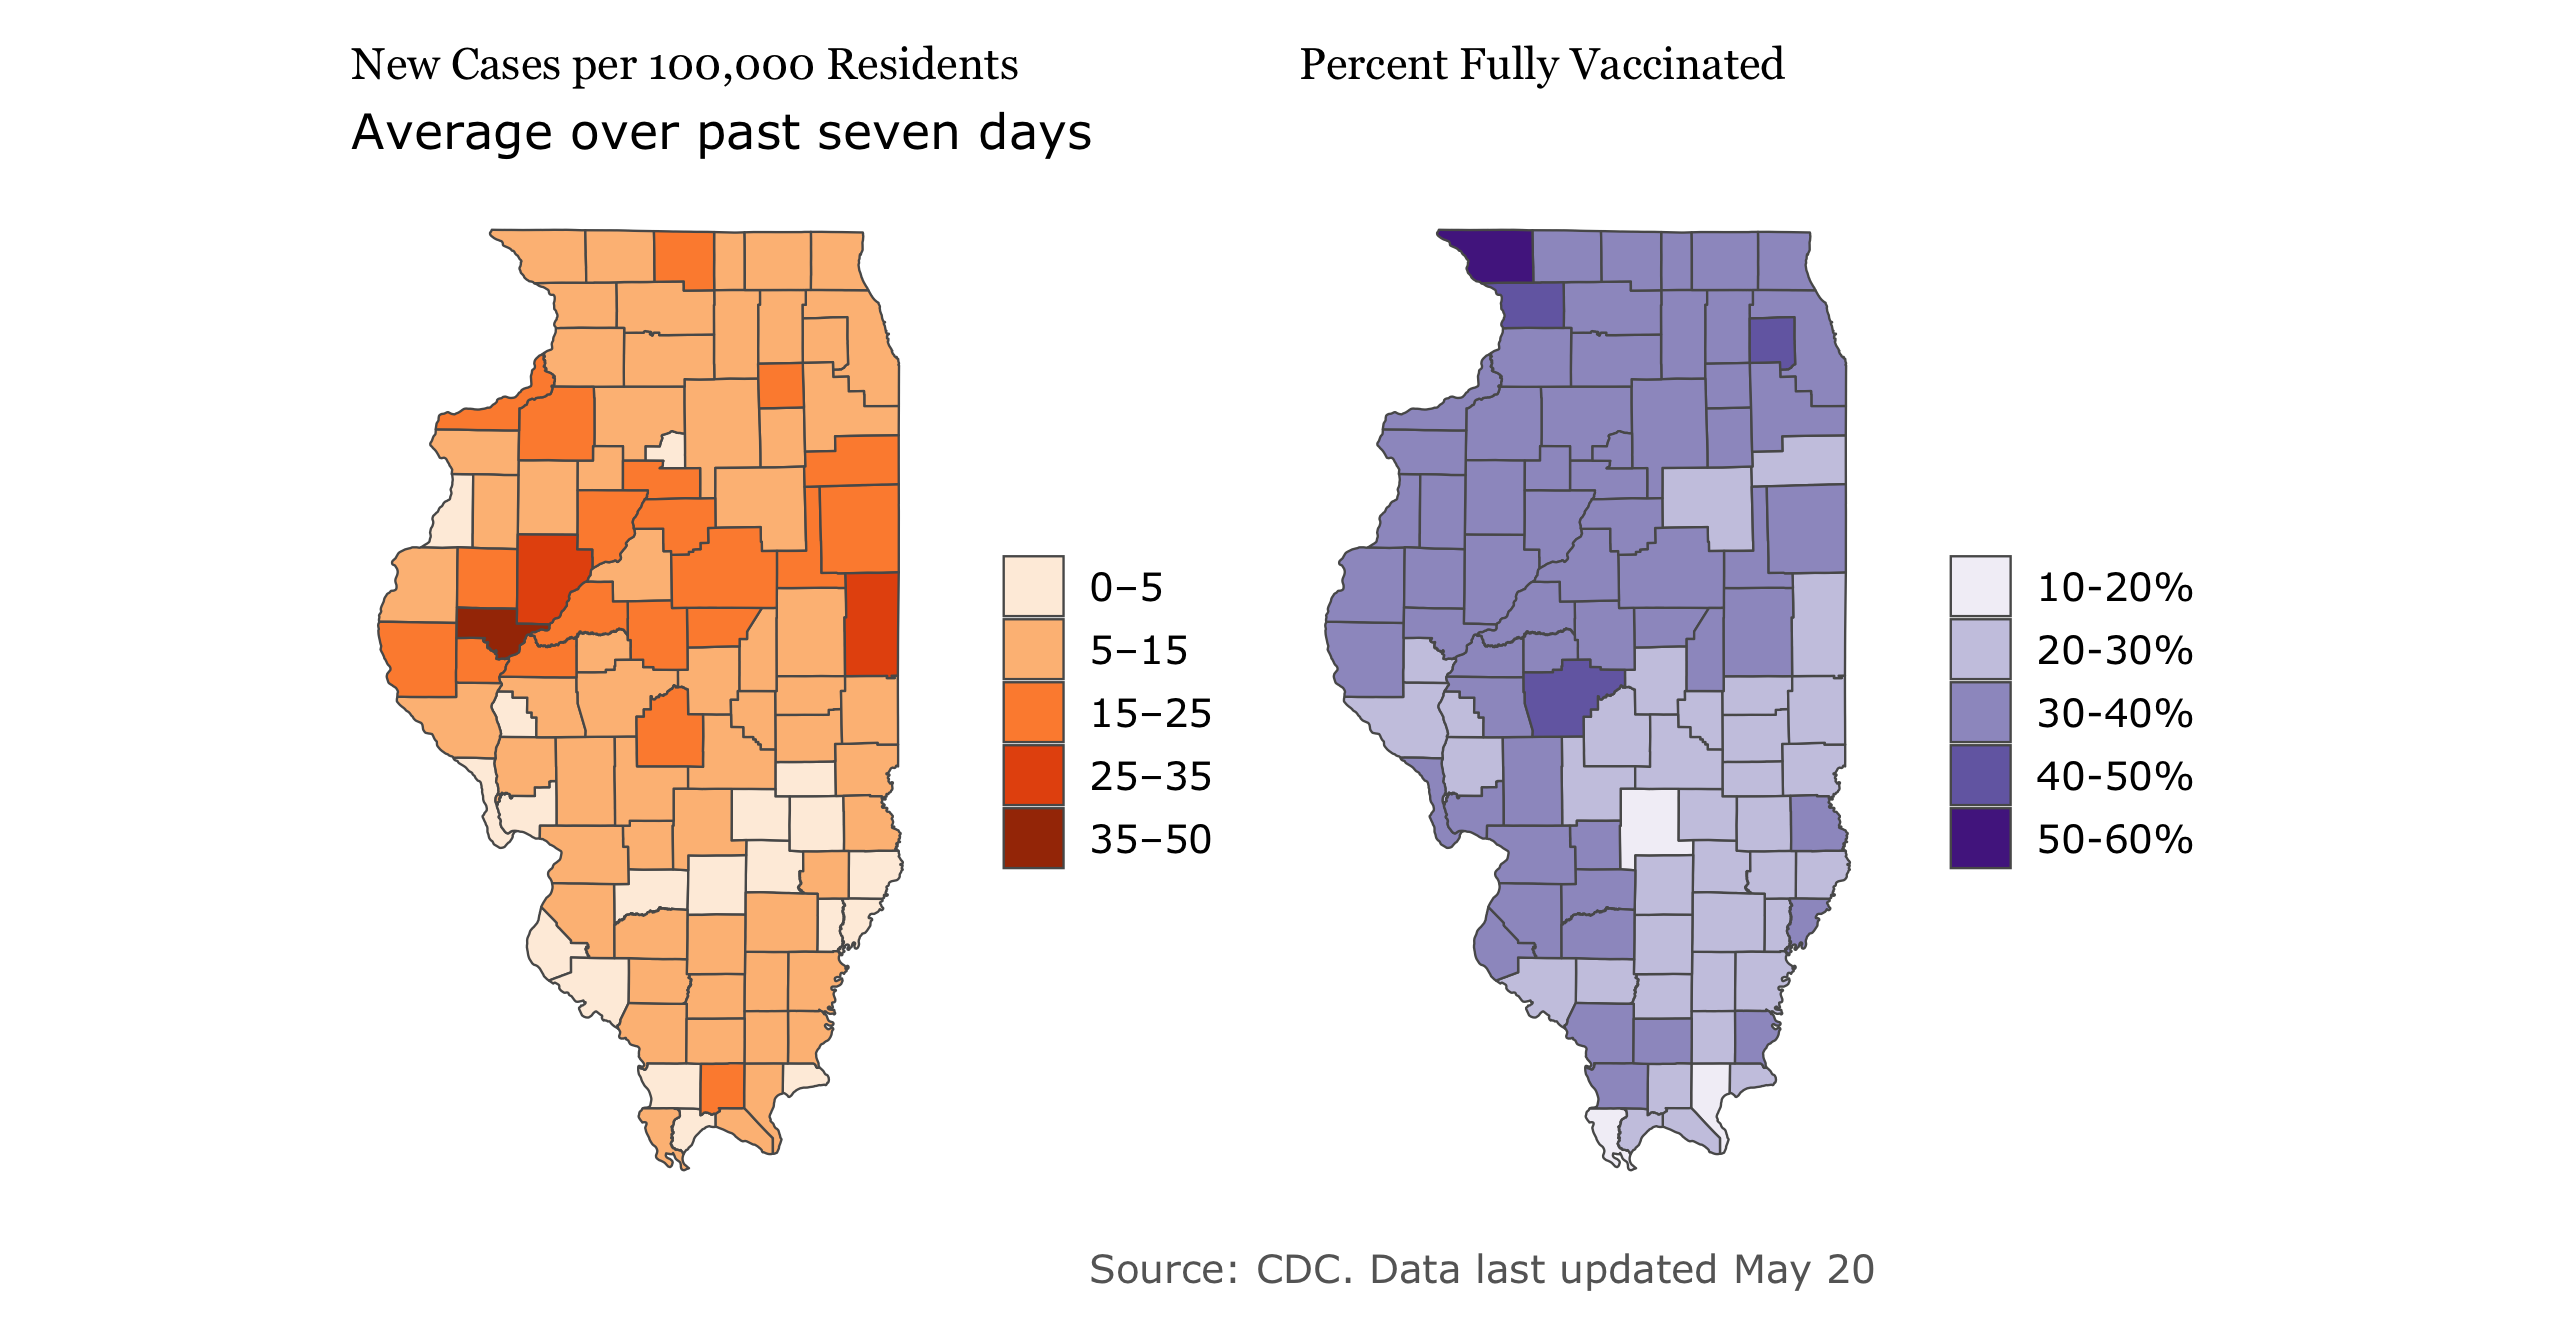 New Cases per 100,000 Residents
Average over past seven days
0–5
5–15
15–25
25–35
35–50
Percent Fully Vaccinated
10-20%
20-30%
30-40%
40-50%
50-60%
Source: CDC. Data last updated May 20